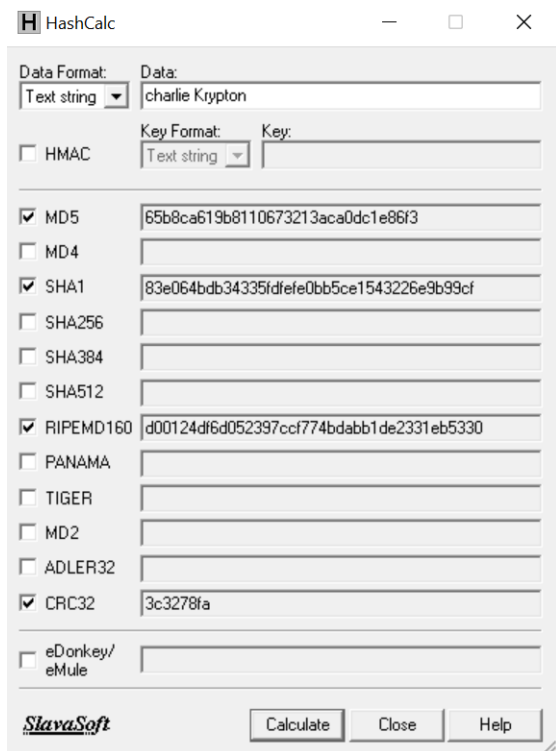 H HashCalc
Data Format: Data:
Text string charlie Krypton
Key Format: Key:
HMAC Text string
MD5 65b8ca619b8110673213aca0dc1e86f3
MD4
SHA1 83e064bdb34335fdfefe0bb5ce1543226e9b99cf
SHA256
SHA384
SHA512
RIPEMD160 d00124df6d052397ccf774bdabb1de2331eb5330
PANAMA
TIGER
MD2
ADLER32
CRC32 3c3278fa
eDonkey/
eMule
SlavaSoft Calculate Close Help